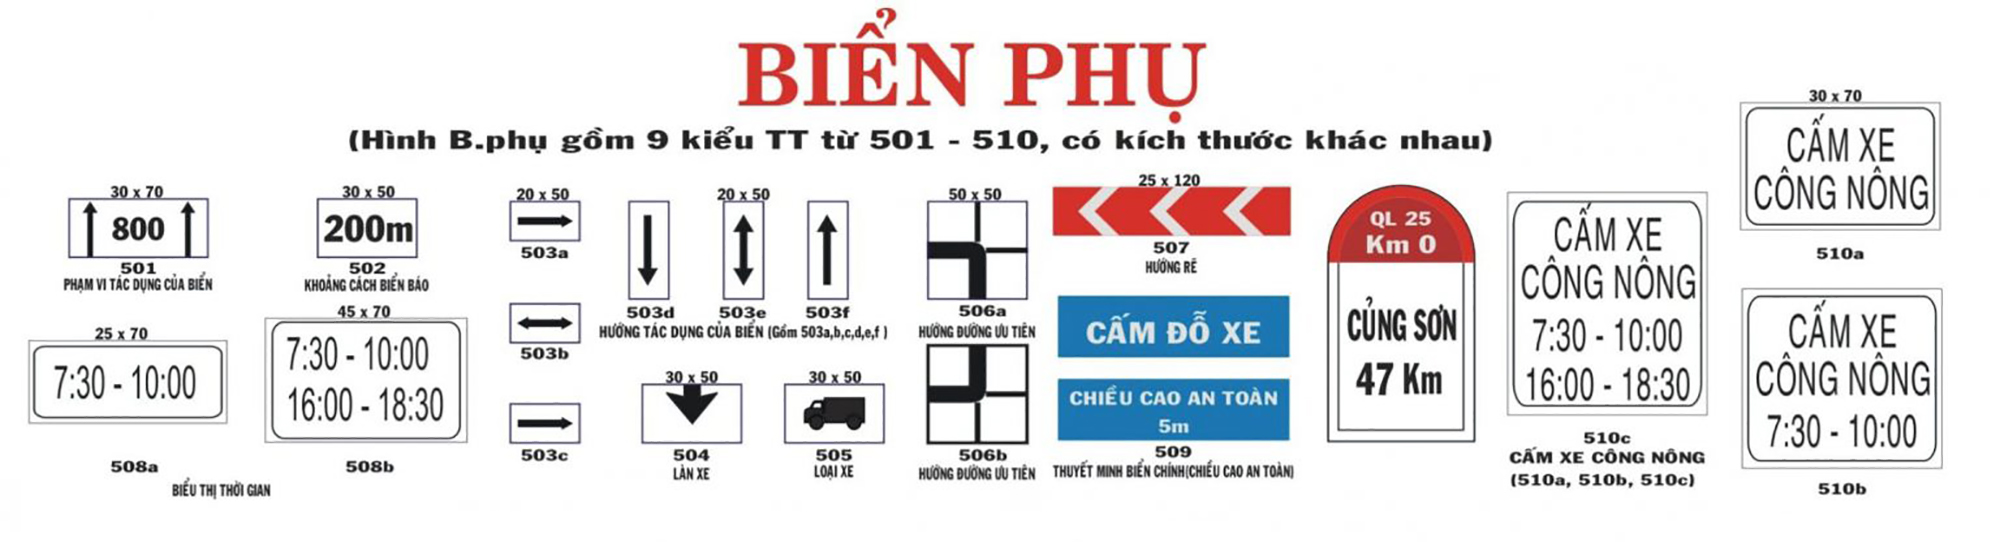 BIỂN PHỤ
(Hình B.phụ gồm 9 kiểu TT từ 501 - 510, có kích thước khác nhau)
30 x 70
800
501
PHẠM VI TÁC DỤNG CỦA BIỂN
30 x 50
200m
502
KHOẢNG CÁCH BIỂN BÁO
25 x 70
7:30 - 10:00
508a
45 x 70
7:30 - 10:00
16:00 - 18:30
508b
BIỂU THỊ THỜI GIAN
20 x 50
503a
503b
503c
20 x 50
503d
503e
503f
HƯỚNG TÁC DỤNG CỦA BIỂN (Gồm 503a,b,c,d,e,f )
30 x 50
504
LÀN XE
30 x 50
505
LOẠI XE
50 x 50
506a
HƯỚNG ĐƯỜNG ƯU TIÊN
506b
HƯỚNG ĐƯỜNG ƯU TIÊN
25 x 120
507
HƯỚNG RẼ
CẤM ĐỖ XE
CHIỀU CAO AN TOÀN
5m
509
THUYẾT MINH BIỂN CHÍNH(CHIỀU CAO AN TOÀN)
QL 25
Km 0
CỦNG SƠN
47 Km
CẤM XE
CÔNG NÔNG
7:30 - 10:00
16:00 - 18:30
510c
CẤM XE CÔNG NÔNG
(510a, 510b, 510c)
30 x 70
CẤM XE
CÔNG NÔNG
510a
CẤM XE
CÔNG NÔNG
7:30 - 10:00
510b